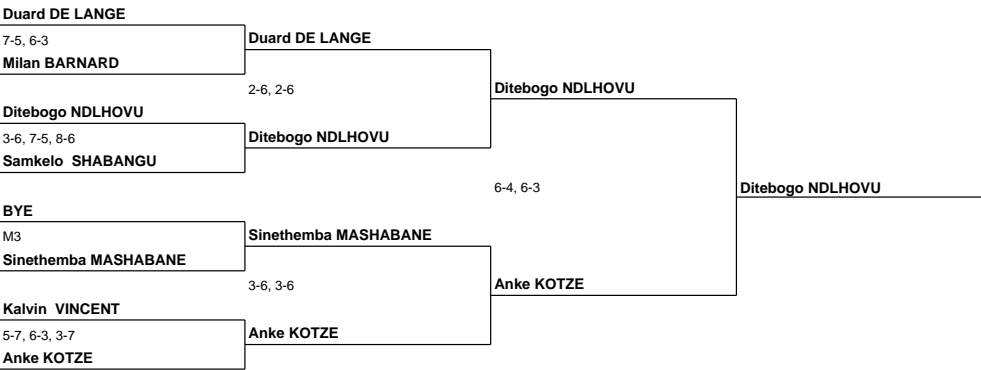 Duard DE LANGE
7-5, 6-3
Milan BARNARD
Duard DE LANGE
2-6, 2-6
Ditebogo NDLHOVU
Ditebogo NDLHOVU
3-6, 7-5, 8-6
Samkelo  SHABANGU
Ditebogo NDLHOVU
6-4, 6-3
Ditebogo NDLHOVU
BYE
M3
Sinethemba MASHABANE
Sinethemba MASHABANE
3-6, 3-6
Anke KOTZE
Kalvin  VINCENT
5-7, 6-3, 3-7
Anke KOTZE
Anke KOTZE